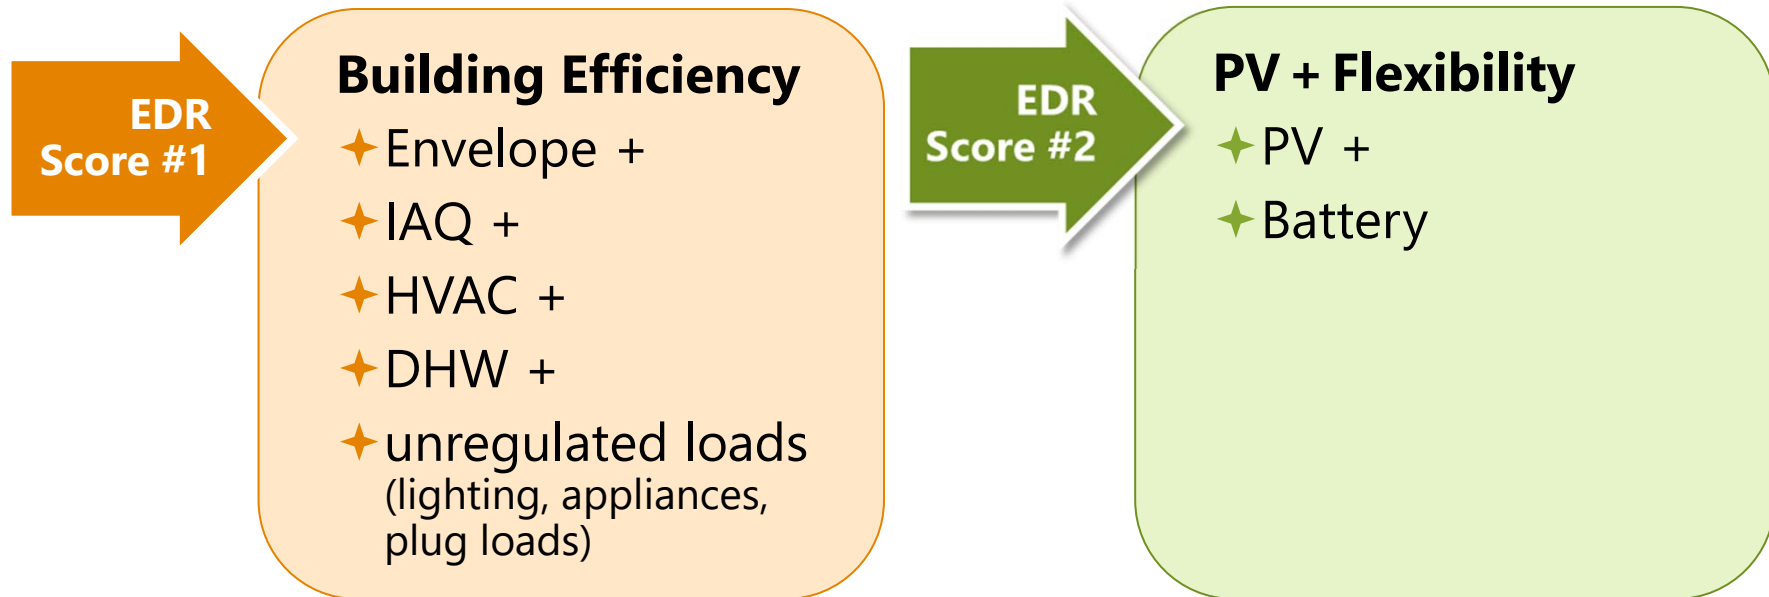 EDR
Score #1
Building Efficiency
Envelope +
IAQ +
HVAC +
DHW +
unregulated loads
(lighting, appliances,
plug loads)
EDR
Score #2
PV + Flexibility
PV +
Battery